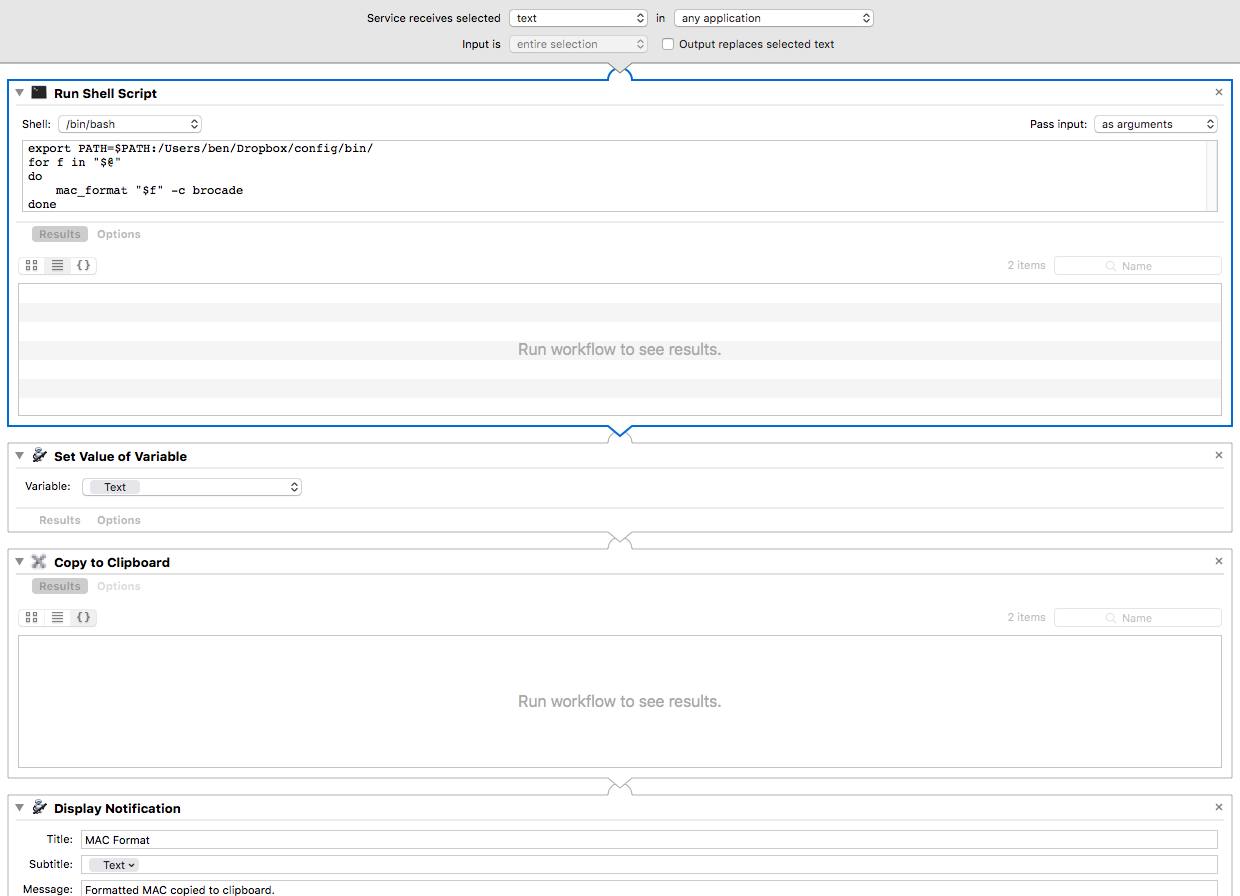 Service receives selected text in any application
Input is entire selection Output replaces selected text
Run Shell Script
Shell: /bin/bash Pass input: as arguments
export PATH=$PATH:/Users/ben/Dropbox/config/bin/
for f in "$@"
do
    mac_format "$f" -c brocade
done
Results Options
2 items Name
Run workflow to see results.
Set Value of Variable
Variable: Text
Results Options
Copy to Clipboard
Results Options
2 items Name
Run workflow to see results.
Display Notification
Title: MAC Format
Subtitle: Text
Message: Formatted MAC copied to clipboard.